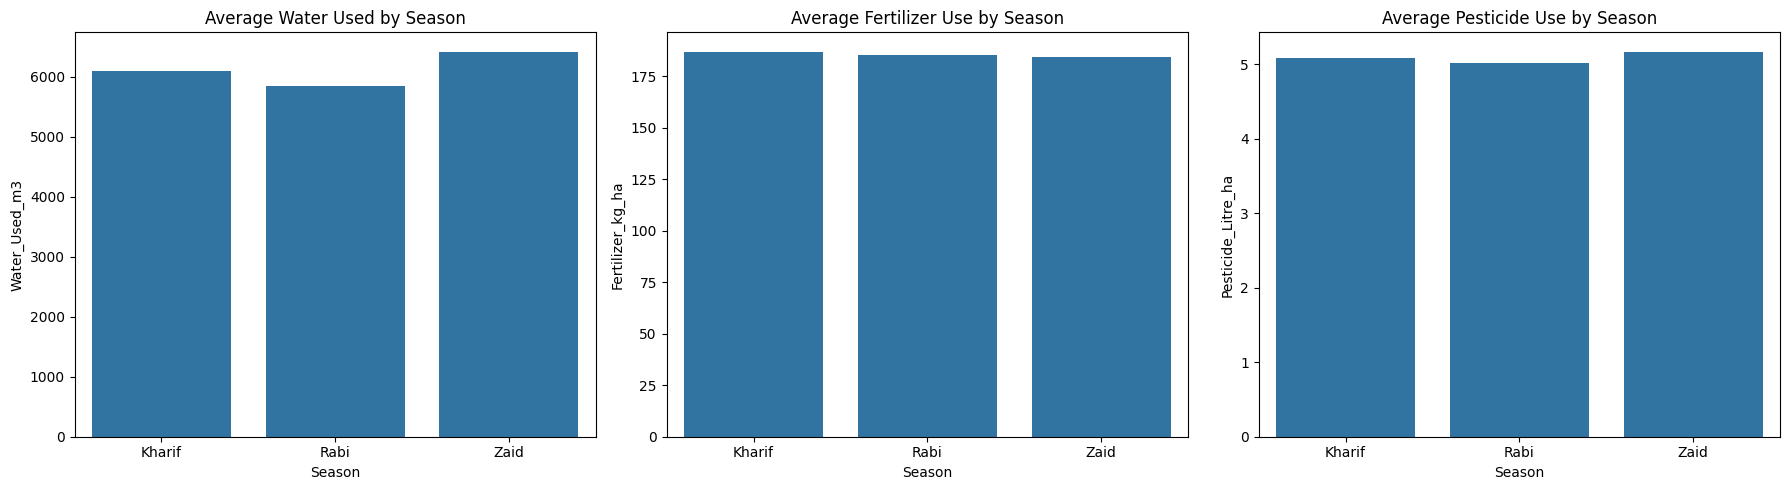 Average Water Used by Season
Water_Used_m3
6000
5000
4000
3000
2000
1000
0
Kharif Rabi Zaid
Season
Average Fertilizer Use by Season
Fertilizer_kg_ha
175
150
125
100
75
50
25
0
Kharif Rabi Zaid
Season
Average Pesticide Use by Season
Pesticide_Litre_ha
5
4
3
2
1
0
Kharif Rabi Zaid
Season